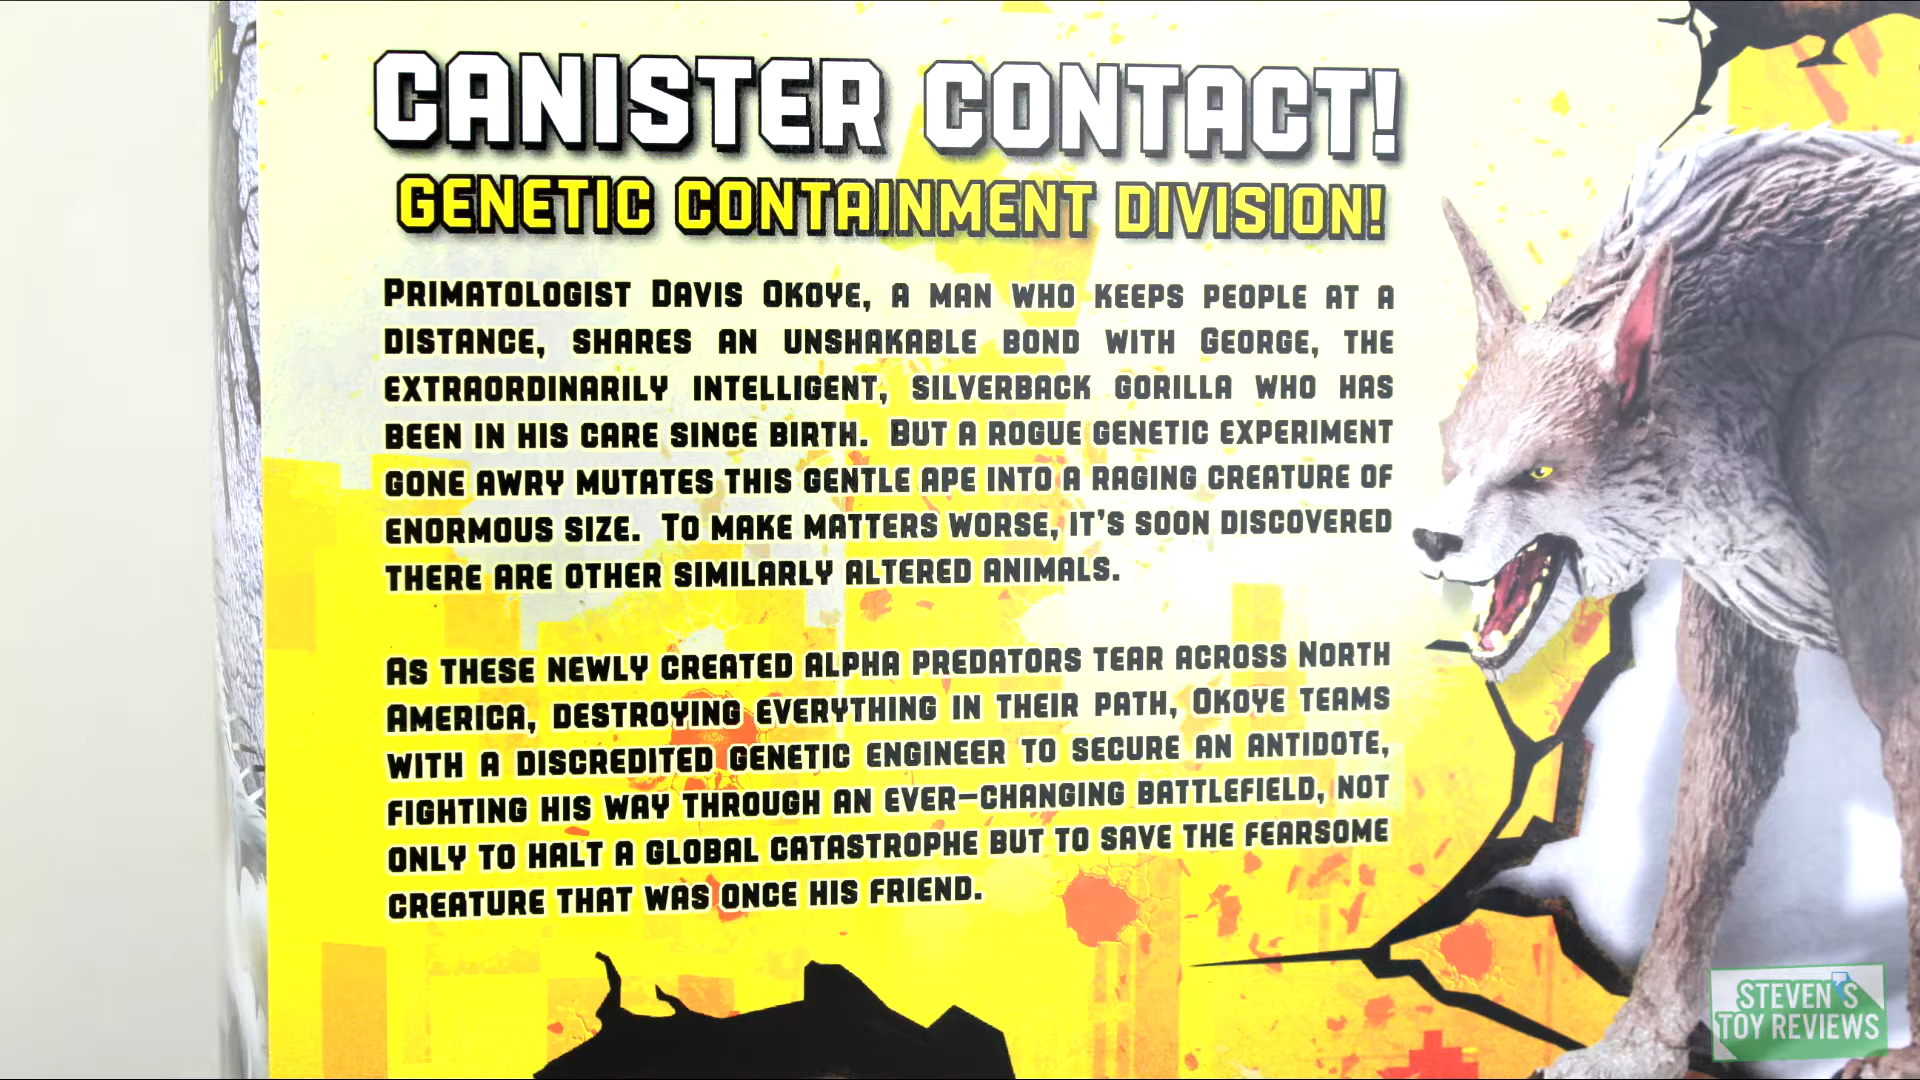 CANISTER CONTACT!
GENETIC CONTAINMENT DIVISION!
PRIMATOLOGIST DAVIS OKOYE, A MAN WHO KEEPS PEOPLE AT A
DISTANCE, SHARES AN UNSHAKABLE BOND WITH GEORGE, THE
EXTRAORDINARILY INTELLIGENT, SILVERBACK GORILLA WHO HAS
BEEN IN HIS CARE SINCE BIRTH. BUT A ROGUE GENETIC EXPERIMENT
GONE AWRY MUTATES THIS GENTLE APE INTO A RAGING CREATURE OF
ENORMOUS SIZE. TO MAKE MATTERS WORSE, IT'S SOON DISCOVERED
THERE ARE OTHER SIMILARLY ALTERED ANIMALS.
AS THESE NEWLY CREATED ALPHA PREDATORS TEAR ACROSS NORTH
AMERICA, DESTROYING EVERYTHING IN THEIR PATH, OKOYE TEAMS
WITH A DISCREDITED GENETIC ENGINEER TO SECURE AN ANTIDOTE,
FIGHTING HIS WAY THROUGH AN EVER-CHANGING BATTLEFIELD, NOT
ONLY TO HALT A GLOBAL CATASTROPHE BUT TO SAVE THE FEARSOME
CREATURE THAT WAS ONCE HIS FRIEND.
STEVEN'S
TOY REVIEWS